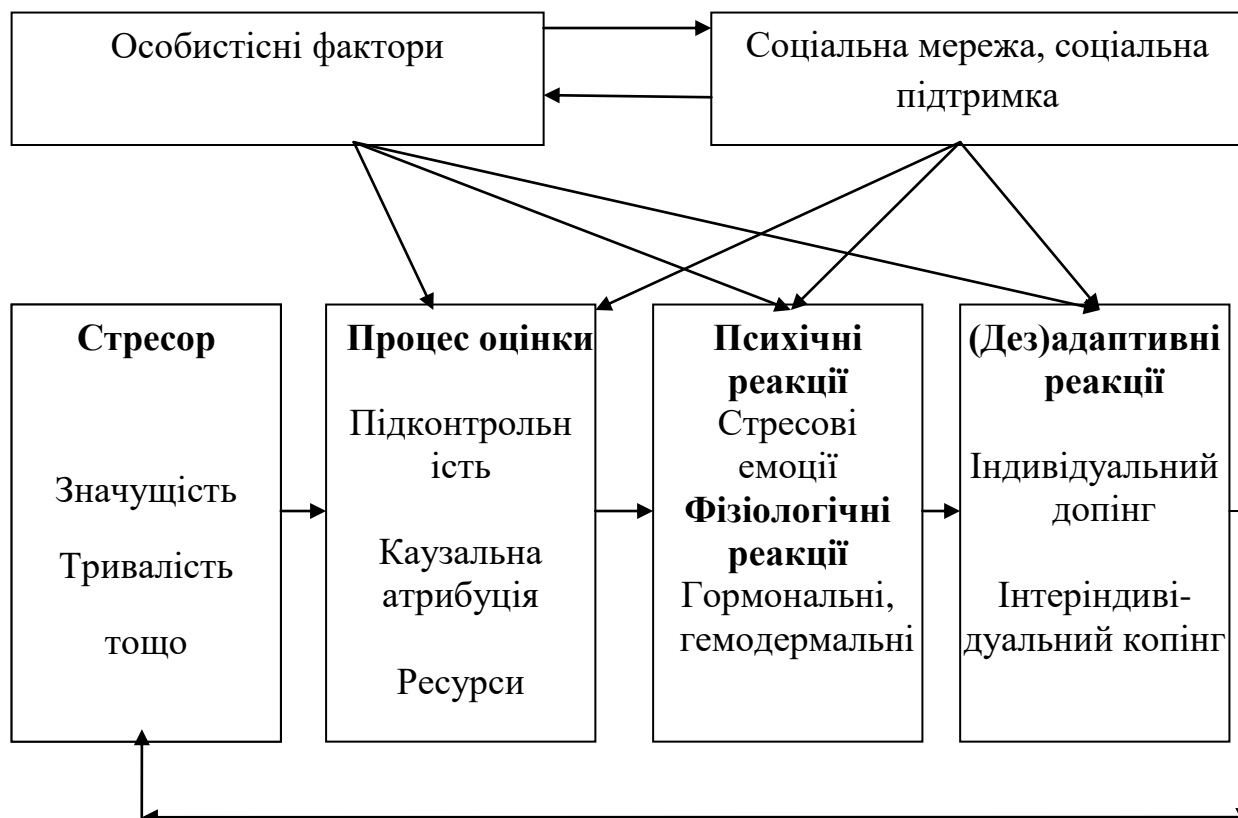 Особистісні фактори
Соціальна мережа, соціальна
підтримка
Стресор
Значущість
Тривалість
тощо
Процес оцінки
Підконтрольн
ість
Каузальна
атрибуція
Ресурси
Психічні
реакції
Стресові
емоції
Фізіологічні
реакції
Гормональні,
гемодермальні
(Дез)адаптивні
реакції
Індивідуальний
допінг
Інтеріндиві-
дуальний копінг